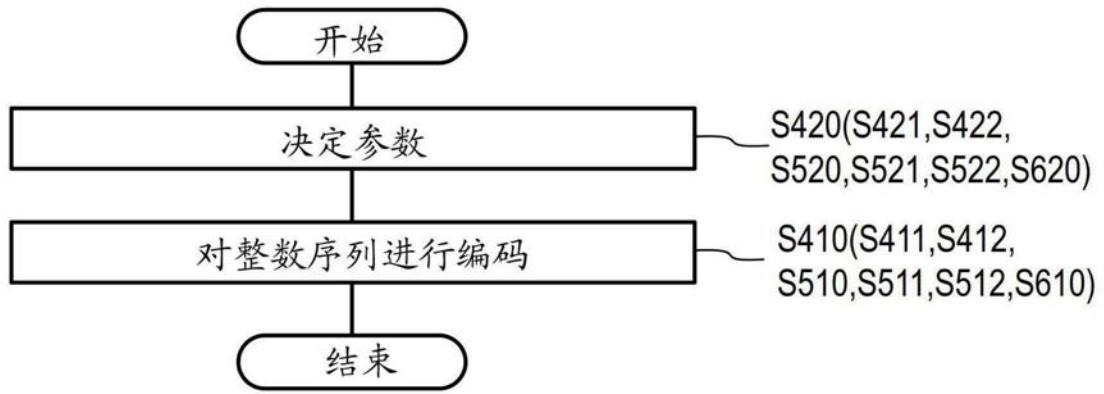 开始
决定参数
S420(S421,S422,
S520,S521,S522,S620)
对整数序列进行编码
S410(S411,S412,
S510,S511,S512,S610)
结束